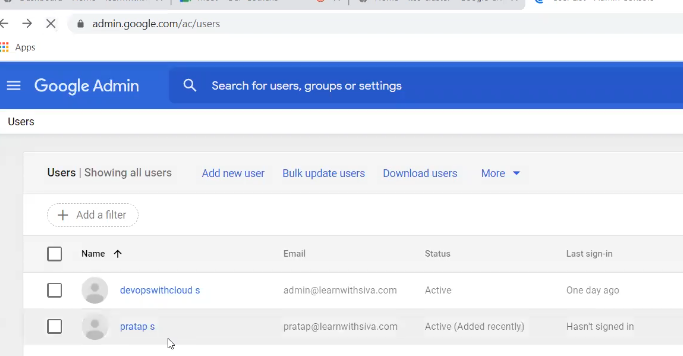 admin.google.com/ac/users
Apps
Google Admin
Search for users, groups or settings
Users
Users | Showing all users Add new user Bulk update users Download users More
+ Add a filter
Name Email Status Last sign-in
devopswithcloud s admin@learnwithsiva.com Active One day ago
pratap s pratap@learnwithsiva.com Active (Added recently) Hasn't signed in